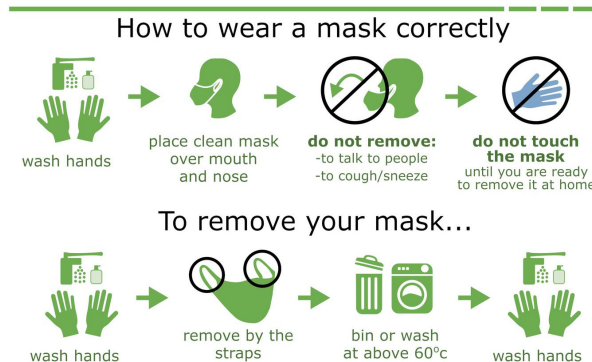 How to wear a mask correctly
wash hands
place clean mask
over mouth
and nose
do not remove:
-to talk to people
-to cough/sneeze
do not touch
the mask
until you are ready
to remove it at home
To remove your mask...
wash hands
remove by the
straps
bin or wash
at above 60°c
wash hands